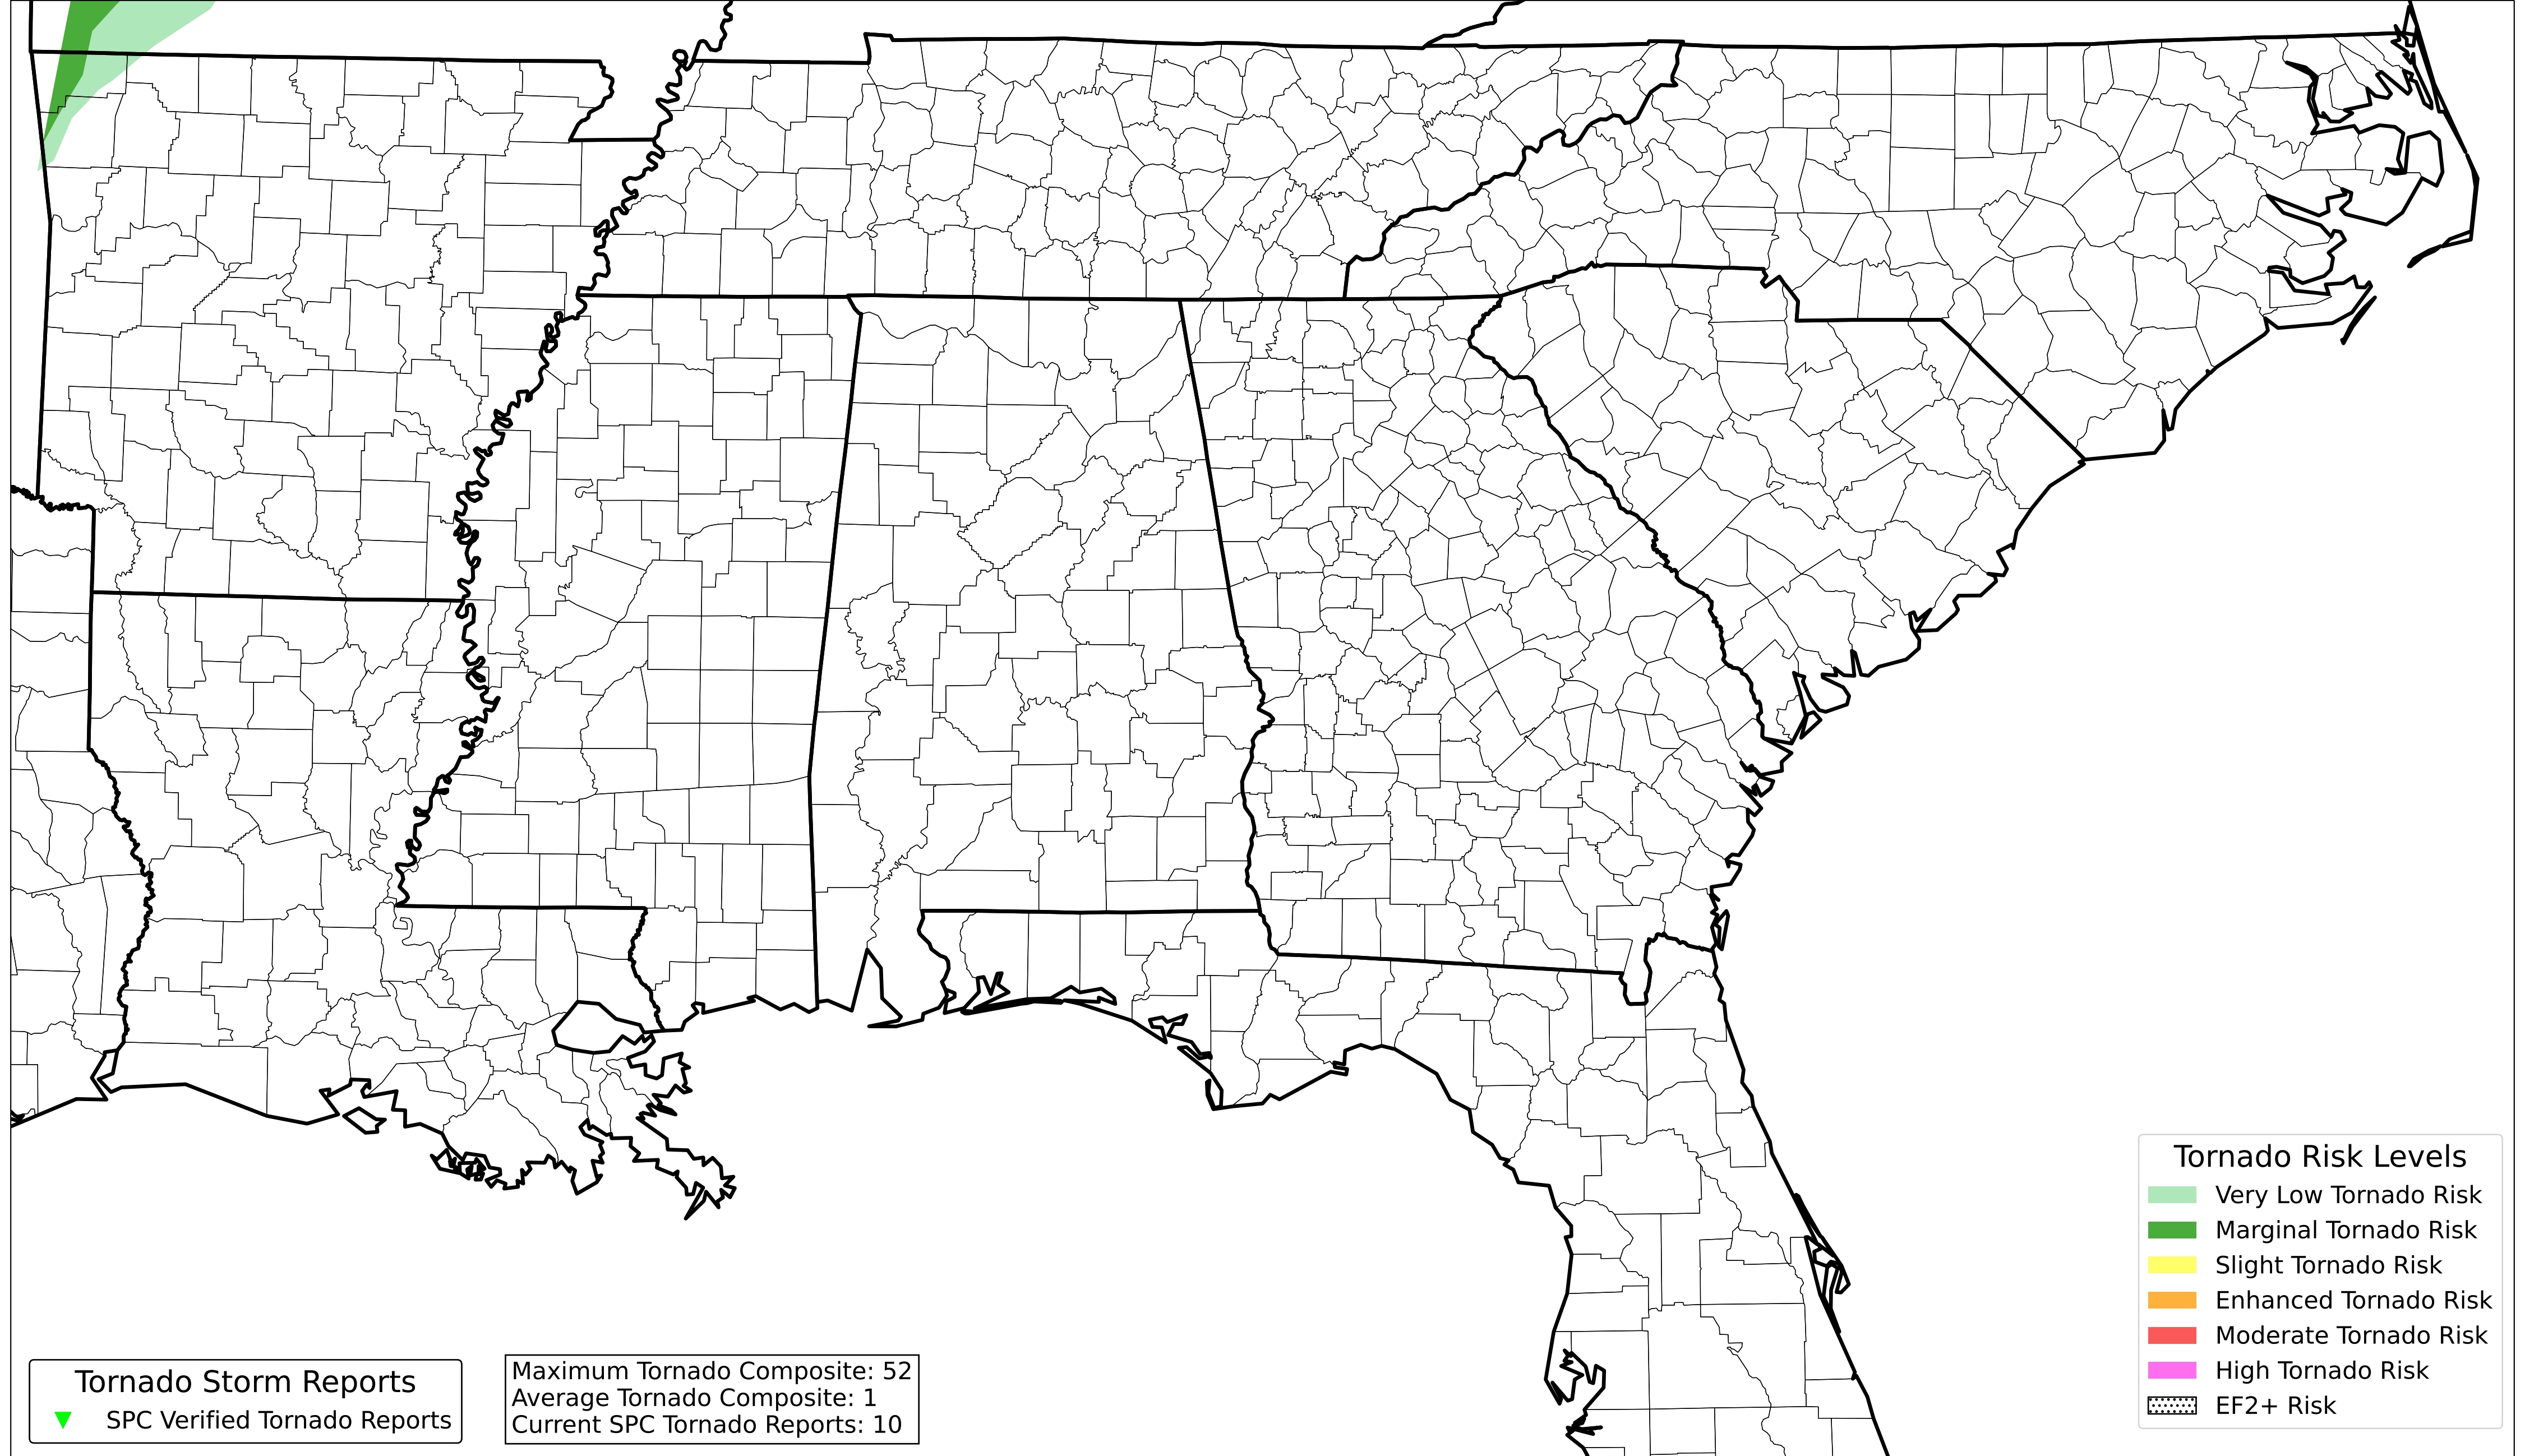 Tornado Risk Levels
Very Low Tornado Risk
Marginal Tornado Risk
Slight Tornado Risk
Enhanced Tornado Risk
Moderate Tornado Risk
High Tornado Risk
EF2+ Risk
Tornado Storm Reports
SPC Verified Tornado Reports
Maximum Tornado Composite: 52
Average Tornado Composite: 1
Current SPC Tornado Reports: 10